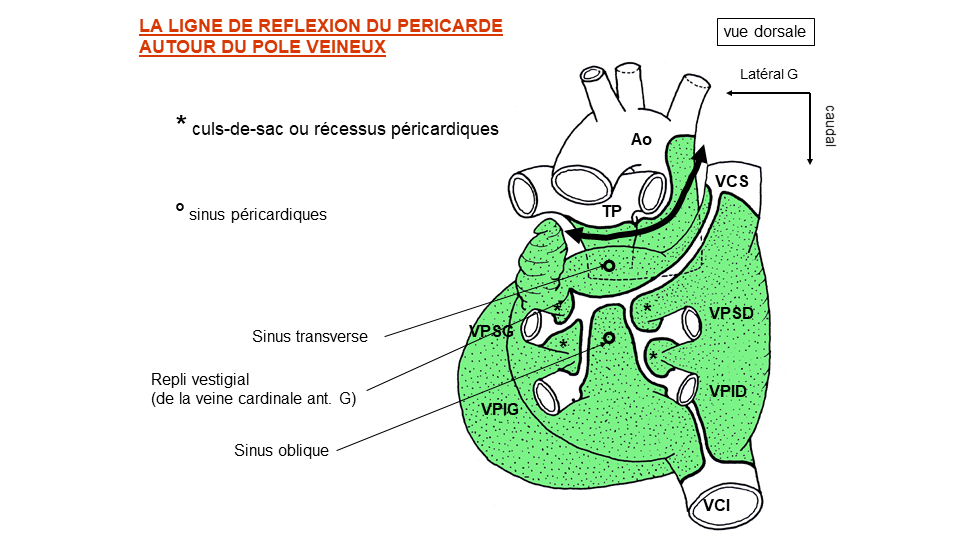 LA LIGNE DE REFLEXION DU PERICARDE
AUTOUR DU POLE VEINEUX
vue dorsale
Latéral G
caudal
* culs-de-sac ou récessus péricardiques
° sinus péricardiques
Ao
VCS
TP
Sinus transverse
VPSG
VPSD
*
*
*
*
Repli vestigial
(de la veine cardinale ant. G)
VPID
VPIG
Sinus oblique
VCI